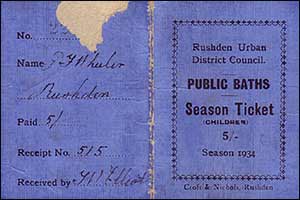 No.
Name P J Wheeler
Rushden
Paid. 5/-
Receipt No. 515
Received by
Rushden Urban
District Council.
PUBLIC BATHS
Season Ticket
(CHILDREN)
5/-
Season 1934
Croft & Nichols, Rushden